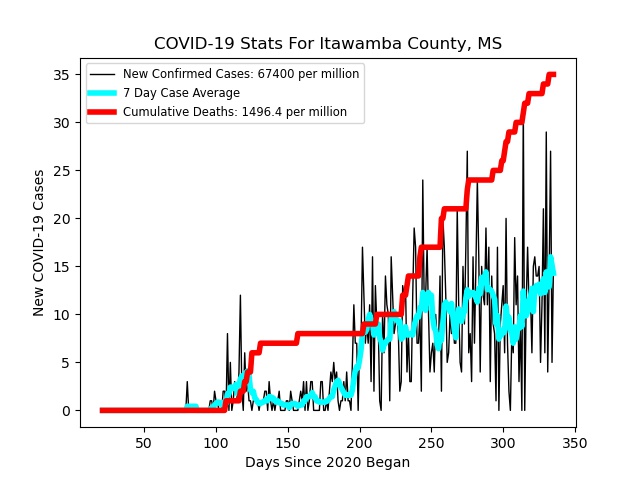 COVID-19 Stats For Itawamba County, MS
New Confirmed Cases: 67400 per million
7 Day Case Average
Cumulative Deaths: 1496.4 per million
New COVID-19 Cases
35
30
25
20
15
10
5
0
50 100 150 200 250 300 350
Days Since 2020 Began